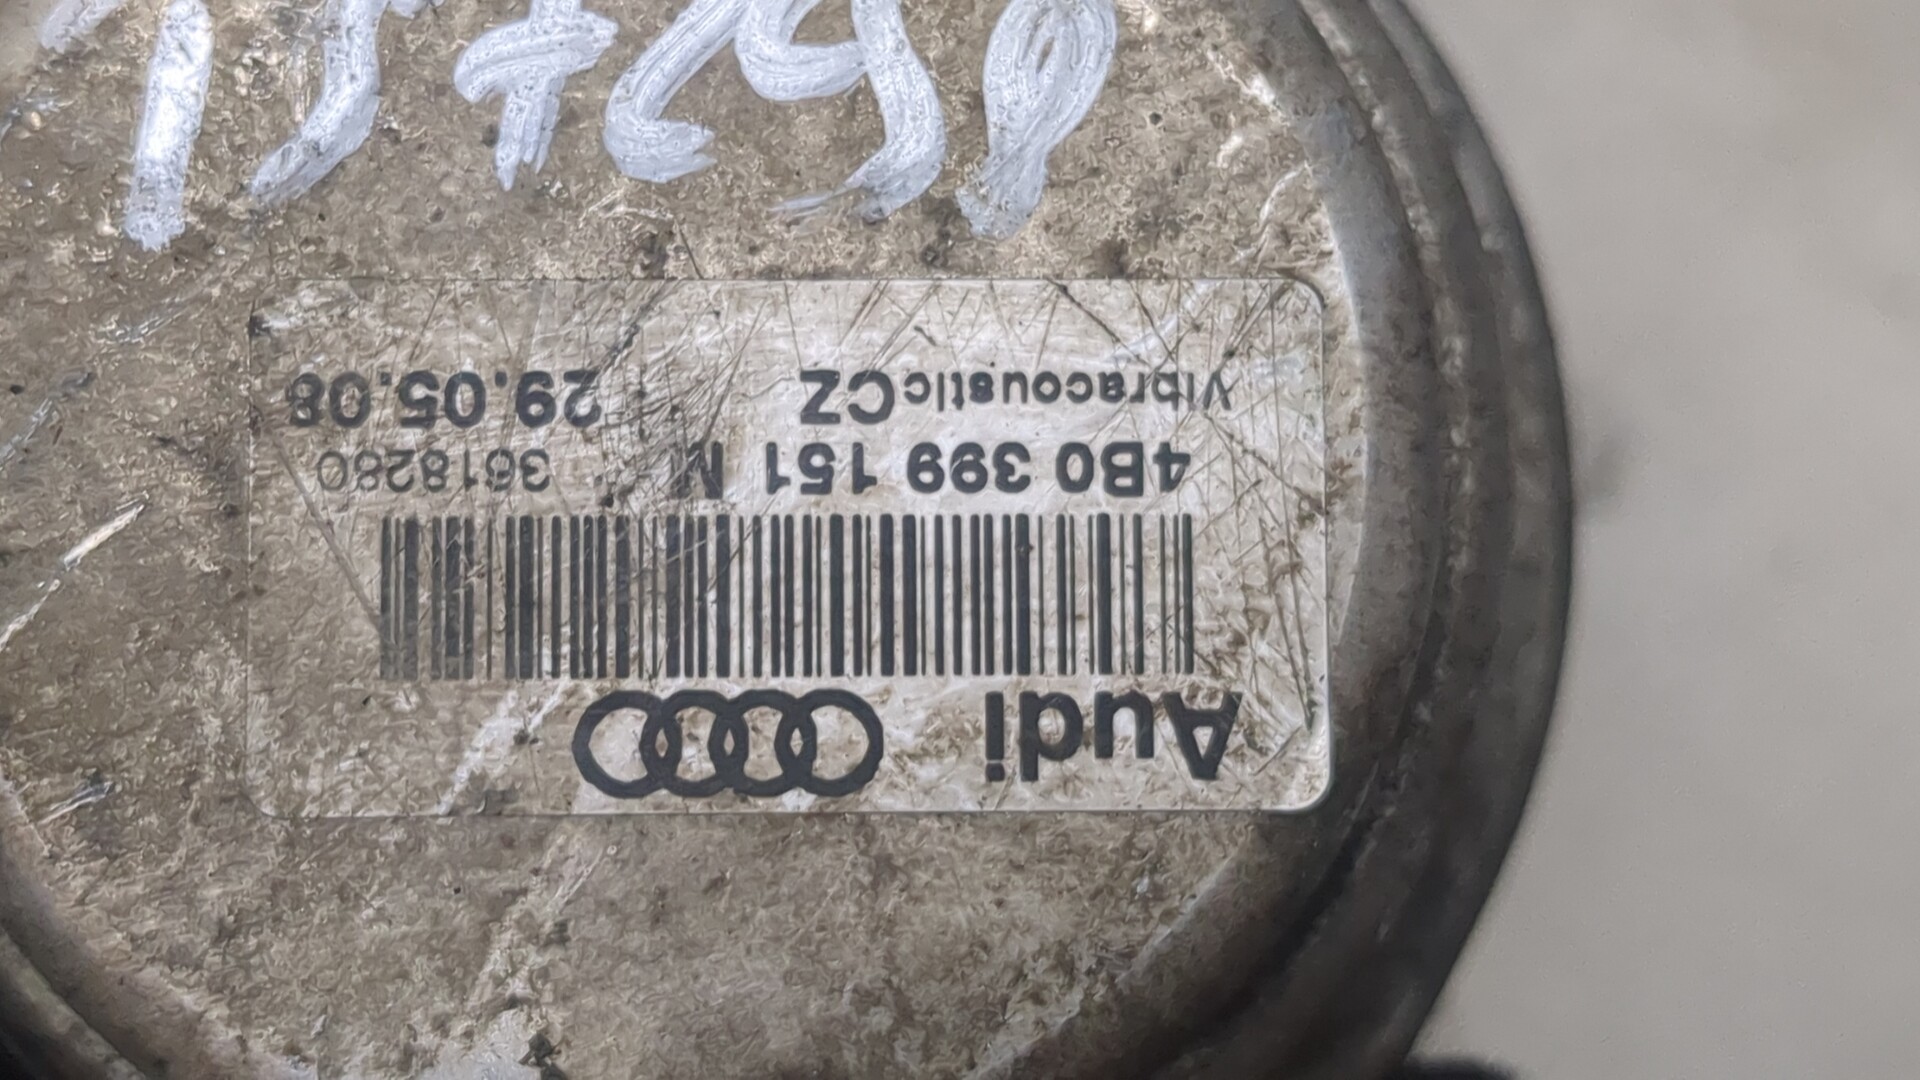 Audi
4B0 399 151 M 3618280
Vibracoustic CZ 29.05.08